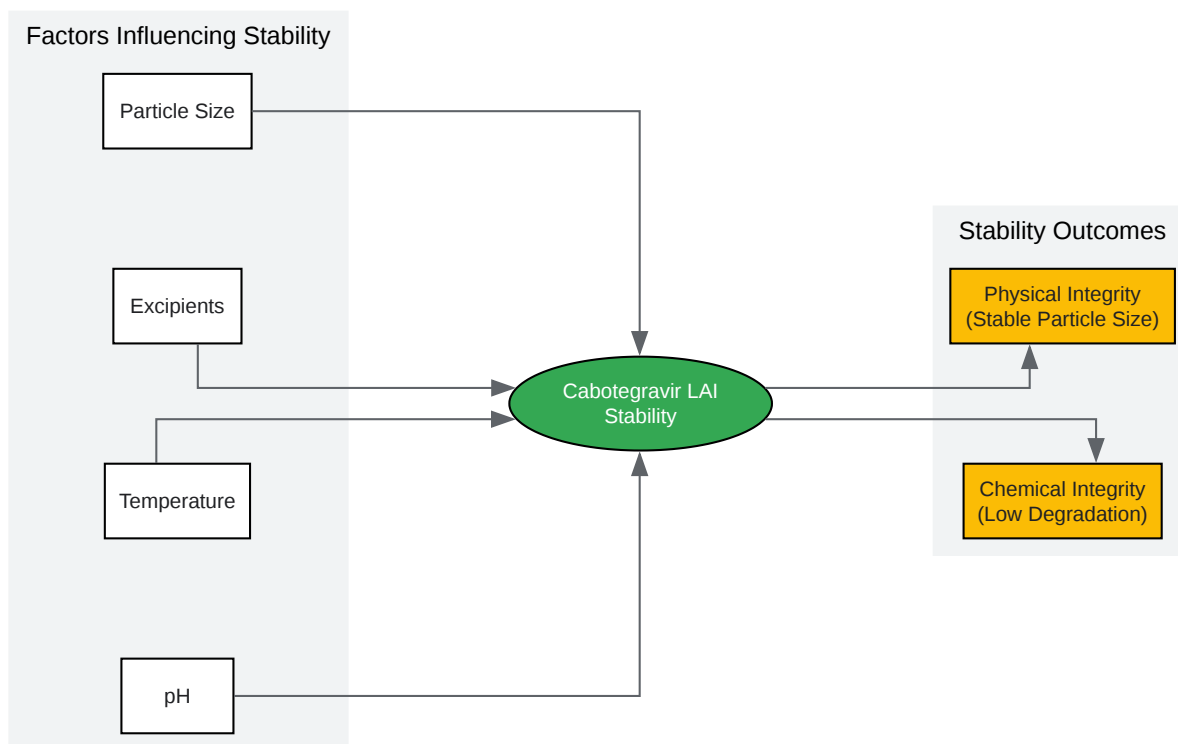 Factors Influencing Stability
Particle Size
Excipients
Temperature
pH
Cabotegravir LAI
Stability
Stability Outcomes
Physical Integrity
(Stable Particle Size)
Chemical Integrity
(Low Degradation)